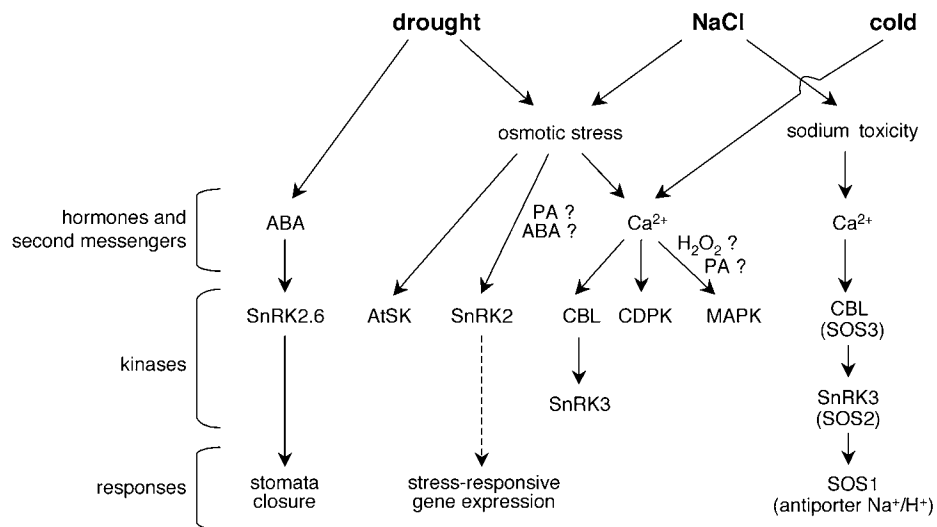 drought NaCl cold
osmotic stress sodium toxicity
hormones and
second messengers
ABA
PA ?
ABA ?
Ca²⁺
H₂O₂ ?
PA ?
Ca²⁺
kinases
SnRK2.6 AtSK SnRK2 CBL CDPK MAPK
CBL
(SOS3)
SnRK3
SnRK3
(SOS2)
responses
stomata
closure
stress-responsive
gene expression
SOS1
(antiporter Na⁺/H⁺)